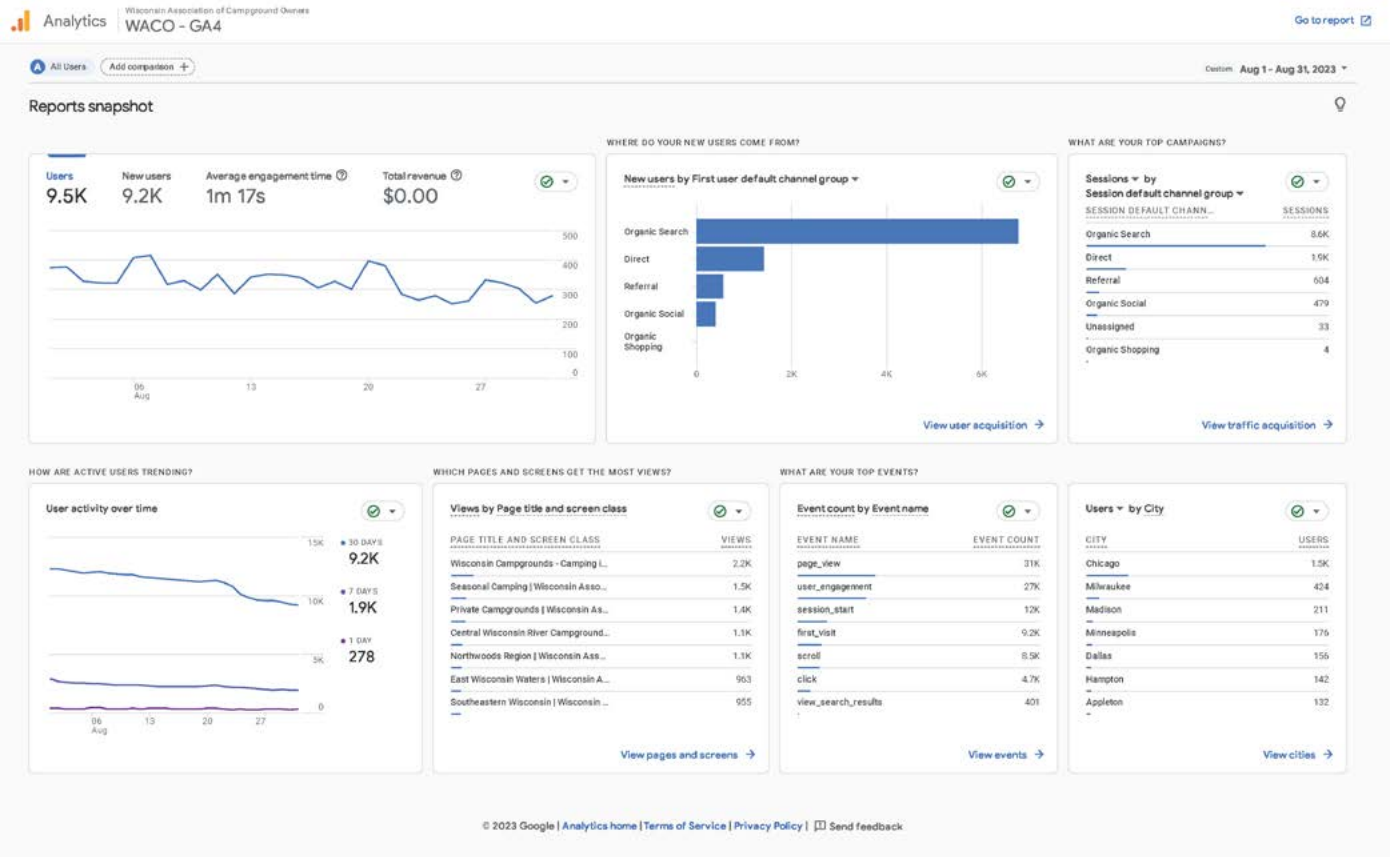 Analytics
Wisconsin Association of Campground Owners
WACO - GA4
Go to report
A All Users
Add comparison +
Custom Aug 1 - Aug 31, 2023
Reports snapshot
Users
9.5K
New users
9.2K
Average engagement time
1m 17s
Total revenue
$0.00
500
400
300
200
100
0
06
Aug
13
20
27
WHERE DO YOUR NEW USERS COME FROM?
New users by First user default channel group
Organic Search
Direct
Referral
Organic Social
Organic
Shopping
0 2K 4K 6K
View user acquisition
WHAT ARE YOUR TOP CAMPAIGNS?
Sessions by
Session default channel group
SESSION DEFAULT CHANN... SESSIONS
Organic Search 8.6K
Direct 1.9K
Referral 604
Organic Social 479
Unassigned 33
Organic Shopping 4
View traffic acquisition
HOW ARE ACTIVE USERS TRENDING?
User activity over time
15K
10K
5K
0
06
Aug
13
20
27
30 DAYS
9.2K
7 DAYS
1.9K
1 DAY
278
WHICH PAGES AND SCREENS GET THE MOST VIEWS?
Views by Page title and screen class
PAGE TITLE AND SCREEN CLASS VIEWS
Wisconsin Campgrounds - Camping i... 2.2K
Seasonal Camping | Wisconsin Asso... 1.5K
Private Campgrounds | Wisconsin As... 1.4K
Central Wisconsin River Campground... 1.1K
Northwoods Region | Wisconsin Ass... 1.1K
East Wisconsin Waters | Wisconsin A... 963
Southeastern Wisconsin | Wisconsin ... 955
View pages and screens
WHAT ARE YOUR TOP EVENTS?
Event count by Event name
EVENT NAME EVENT COUNT
page_view 31K
user_engagement 27K
session_start 12K
first_visit 9.2K
scroll 8.5K
click 4.7K
view_search_results 401
View events
Users by City
CITY USERS
Chicago 1.5K
Milwaukee 424
Madison 211
Minneapolis 176
Dallas 156
Hampton 142
Appleton 132
View cities
© 2023 Google | Analytics home | Terms of Service | Privacy Policy | Send feedback